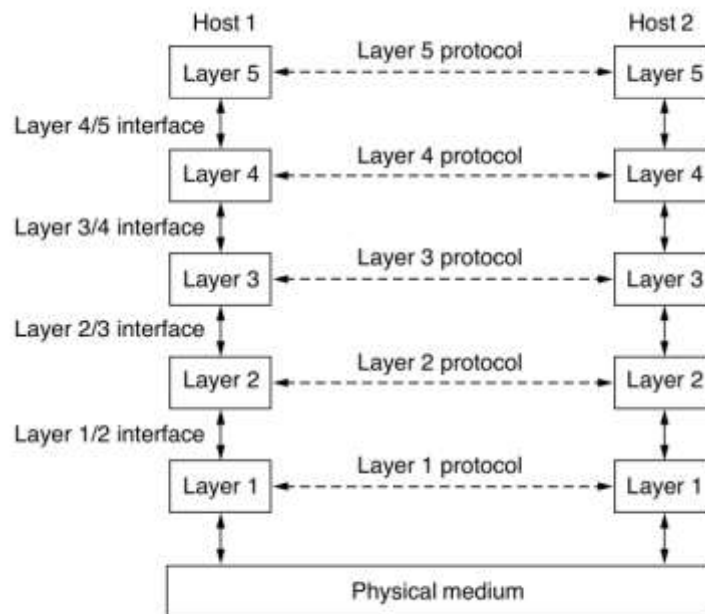 Host 1
Host 2
Layer 5 protocol
Layer 5
Layer 5
Layer 4/5 interface
Layer 4 protocol
Layer 4
Layer 4
Layer 3/4 interface
Layer 3 protocol
Layer 3
Layer 3
Layer 2/3 interface
Layer 2 protocol
Layer 2
Layer 2
Layer 1/2 interface
Layer 1 protocol
Layer 1
Layer 1
Physical medium